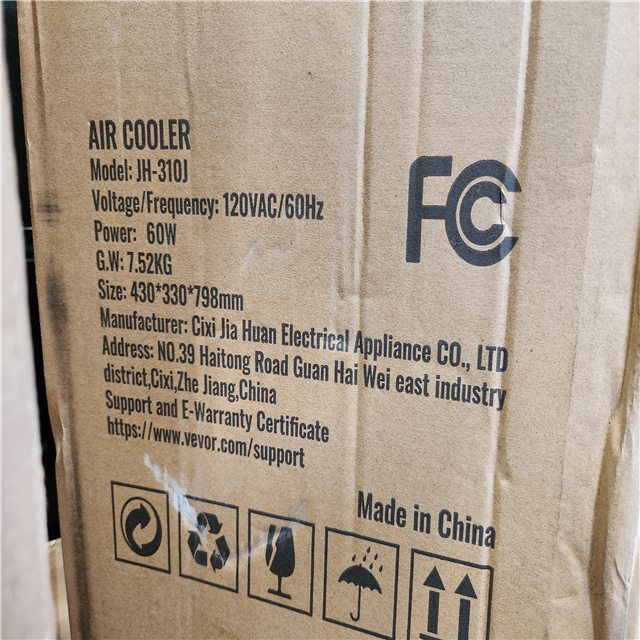 AIR COOLER
Model: JH-310J
Voltage/Frequency: 120VAC/60Hz
Power: 60W
G.W: 7.52KG
Size: 430*330*798mm
Manufacturer: Cixi Jia Huan Electrical Appliance CO., LTD
Address: NO.39 Haitong Road Guan Hai Wei east industry
district,Cixi,Zhe Jiang,China
Support and E-Warranty Certificate
https://www.vevor.com/support
FC
Made in China